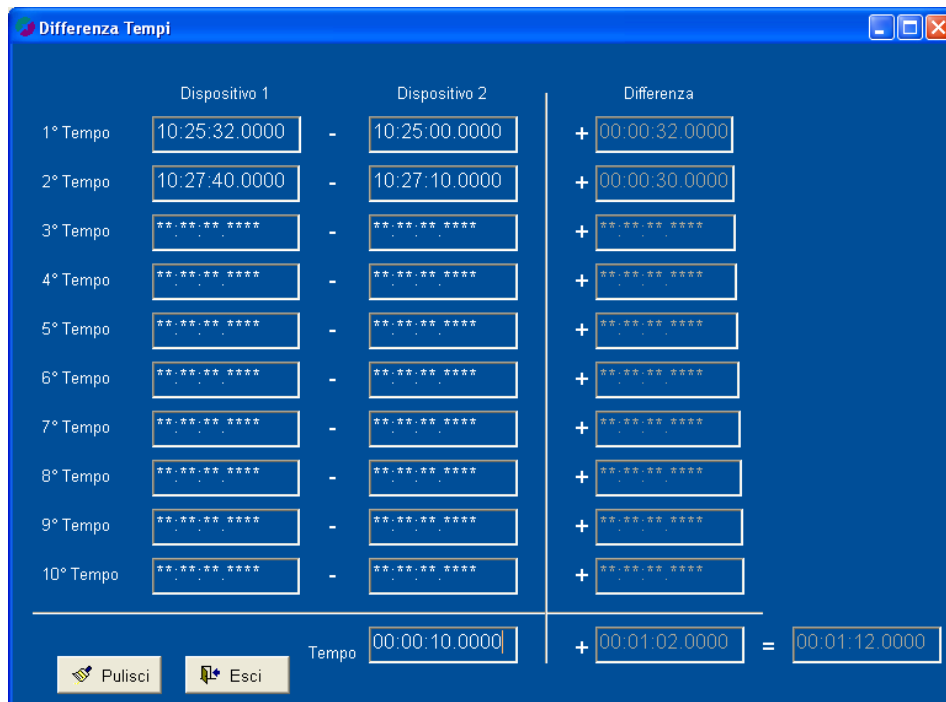 Differenza Tempi
Dispositivo 1 Dispositivo 2 Differenza
1° Tempo 10:25:32.0000 - 10:25:00.0000 + 00:00:32.0000
2° Tempo 10:27:40.0000 - 10:27:10.0000 + 00:00:30.0000
3° Tempo **:**:**.**** - **:**:**.**** + **:**:**.****
4° Tempo **:**:**.**** - **:**:**.**** + **:**:**.****
5° Tempo **:**:**.**** - **:**:**.**** + **:**:**.****
6° Tempo **:**:**.**** - **:**:**.**** + **:**:**.****
7° Tempo **:**:**.**** - **:**:**.**** + **:**:**.****
8° Tempo **:**:**.**** - **:**:**.**** + **:**:**.****
9° Tempo **:**:**.**** - **:**:**.**** + **:**:**.****
10° Tempo **:**:**.**** - **:**:**.**** + **:**:**.****
Tempo 00:00:10.0000 + 00:01:02.0000 = 00:01:12.0000
Pulisci Esci